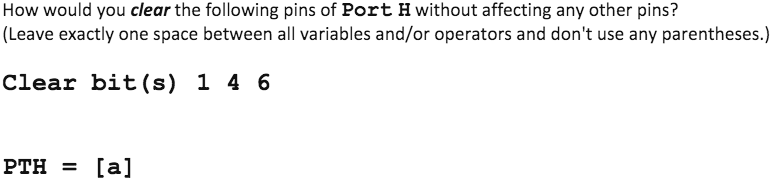 How would you clear the following pins of Port H without affecting any other pins?
(Leave exactly one space between all variables and/or operators and don't use any parentheses.)
Clear bit(s) 1 4 6
PTH = [a]